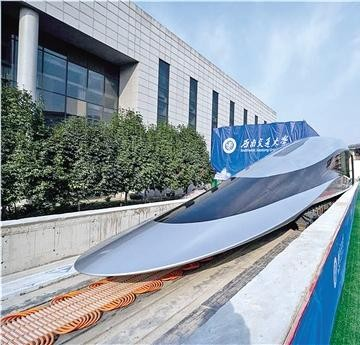 西南交通大学
Southwest Jiaotong University